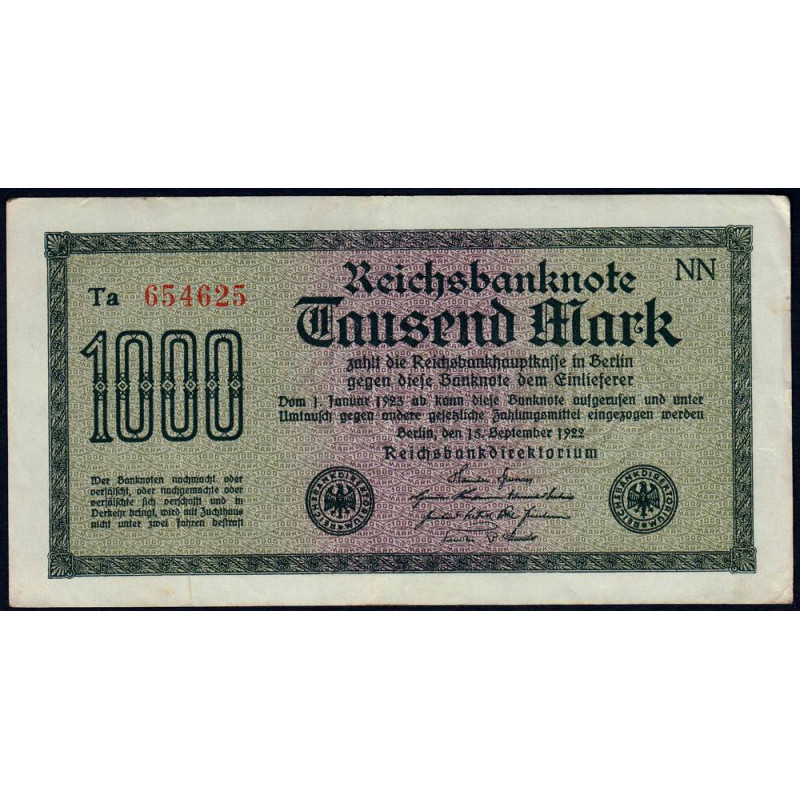 Ta 654625
NN
1000
Reichsbanknote
Tausend Mark
zahlt die Reichsbankhauptkasse in Berlin
gegen diese Banknote dem Einlieferer
Vom 1. Januar 1923 ab kann diese Banknote aufgerufen und unter
Umtausch gegen andere gesetzliche Zahlungsmittel eingezogen werden
Berlin, den 15. September 1922
Reichsbankdirektorium
Wer Banknoten nachmacht oder
verfälscht, oder nachgemachte oder
verfälschte sich verschafft und in
Verkehr bringt, wird mit Zuchthaus
nicht unter zwei Jahren bestraft
REICHSBANKDIREKTORIUM
REICHSBANKDIREKTORIUM